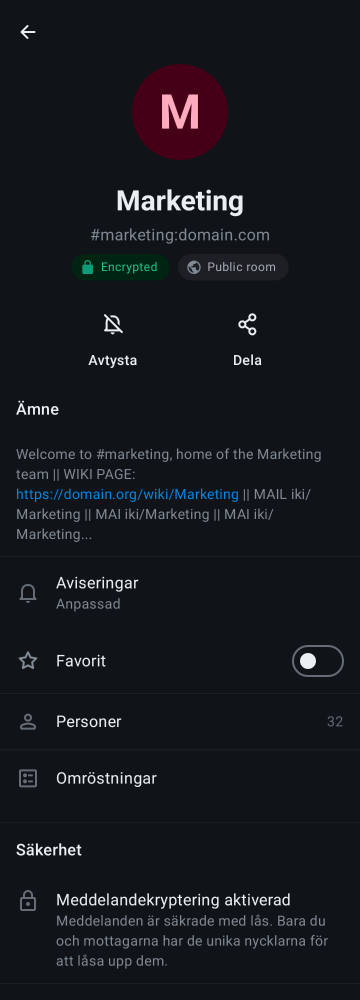 M
Marketing
#marketing:domain.com
Encrypted Public room
Avtysta Dela
Ämne
Welcome to #marketing, home of the Marketing
team || WIKI PAGE:
https://domain.org/wiki/Marketing || MAIL iki/
Marketing || MAI iki/Marketing || MAI iki/
Marketing...
Aviseringar
Anpassad
Favorit
Personer 32
Omröstningar
Säkerhet
Meddelandekryptering aktiverad
Meddelanden är säkrade med lås. Bara du
och mottagarna har de unika nycklarna för
att låsa upp dem.